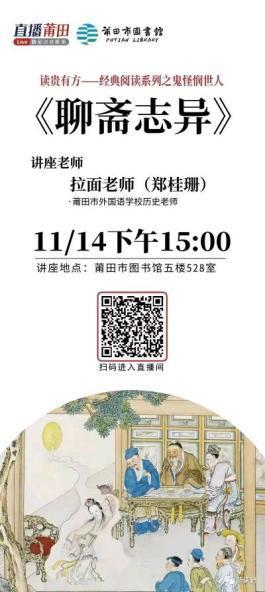 直播莆田
Live
莆田市图书馆
PUTIAN LIBRARY
读贵有方——经典阅读系列之鬼怪悯世人
《聊斋志异》
讲座老师
拉面老师（郑桂珊）
·莆田市外国语学校历史老师
11/14下午15:00
讲座地点：莆田市图书馆五楼528室
扫码进入直播间